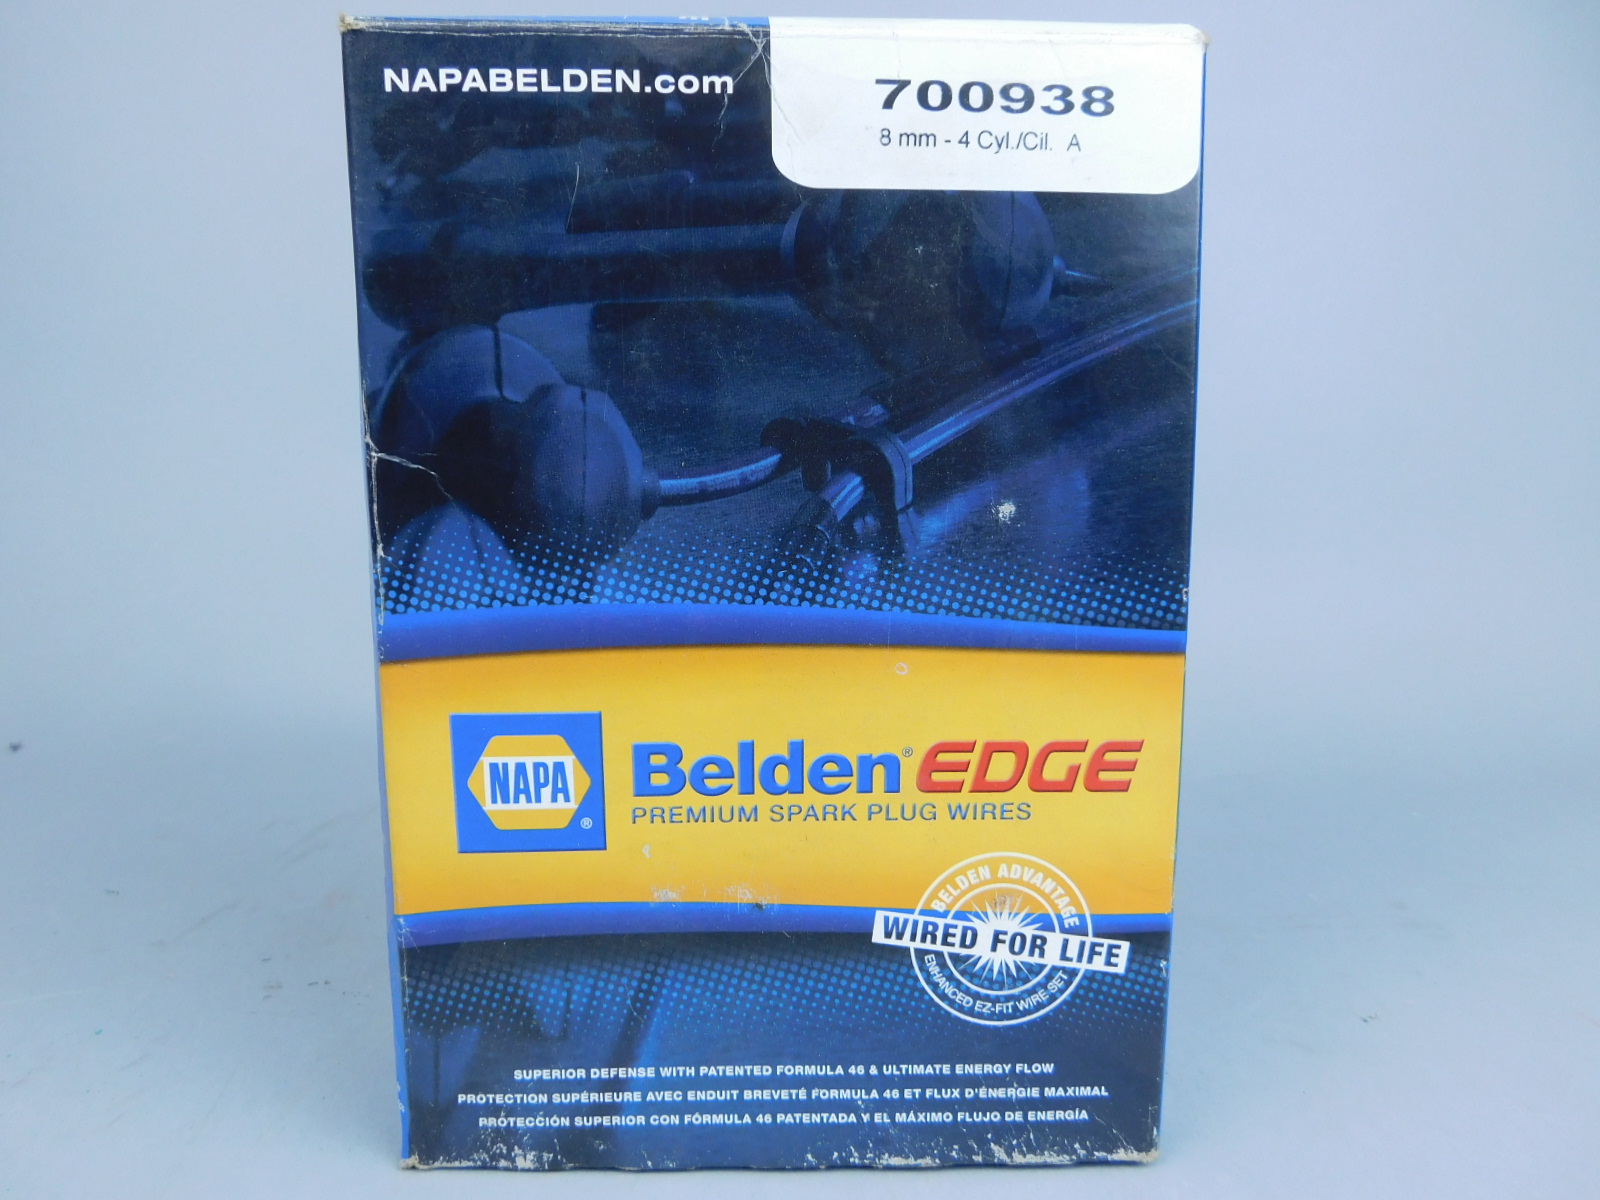 NAPABELDEN.com
700938
8 mm - 4 Cyl./Cil. A
NAPA®
Belden® EDGE
PREMIUM SPARK PLUG WIRES
BELDEN ADVANTAGE
WIRED FOR LIFE
ENHANCED EZ-FIT WIRE SET
SUPERIOR DEFENSE WITH PATENTED FORMULA 46 & ULTIMATE ENERGY FLOW
PROTECTION SUPÉRIEURE AVEC ENDUIT BREVETÉ FORMULA 46 ET FLUX D'ÉNERGIE MAXIMAL
PROTECCIÓN SUPERIOR CON FÓRMULA 46 PATENTADA Y EL MÁXIMO FLUJO DE ENERGÍA